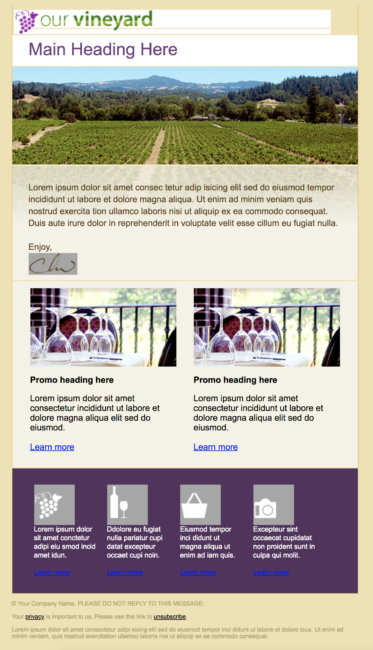 our vineyard
Main Heading Here
Lorem ipsum dolor sit amet consec tetur adip isicing elit sed do eiusmod tempor
incididunt ut labore et dolore magna aliqua. Ut enim ad minim veniam quis
nostrud exercita tion ullamco laboris nisi ut aliquip ex ea commodo consequat.
Duis aute irure dolor in reprehenderit in voluptate velit esse cillum eu fugiat nulla.
Enjoy,
Promo heading here
Lorem ipsum dolor sit amet
consectetur incididunt ut labore et
dolore magna aliqua elit sed do
eiusmod.
Learn more
Promo heading here
Lorem ipsum dolor sit amet
consectetur incididunt ut labore et
dolore magna aliqua elit sed do
eiusmod.
Learn more
Lorem ipsum dolor
sit amet conctetur
adipi eiu smod incid
amet idun.
Learn more
Ddolore eu fugiat
nulla pariatur cupi
datat excepteur
occaet cupi noin.
Learn more
Eiusmod tempor
inci didunt ut
magna aliqua ut
enim ad iam quis.
Learn more
Excepteur sint
occaecat cupidatat
non proident sunt in
culpa qui molit.
Learn more
© Your Company Name. PLEASE DO NOT REPLY TO THIS MESSAGE:
Your privacy is important to us. Please use this link to unsubscribe.
Lorem ipsum dolor sit amet conctetur adipi eiusmod tempor inci didunt ut labore et dolore iqua. Ut enim ad
minim veniam, quis nostrud exercitation ullamco laboris nisi ut aliquip ex ea commodo consequat.